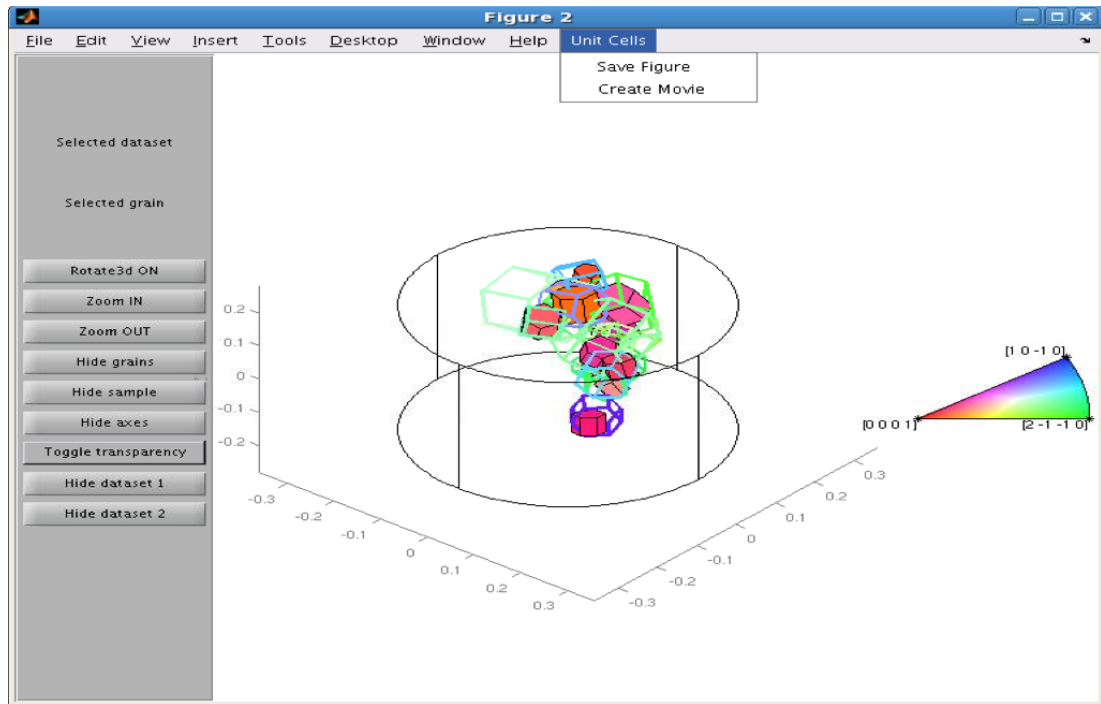 Figure 2
File Edit View Insert Tools Desktop Window Help Unit Cells
Save Figure
Create Movie
Selected dataset
Selected grain
Rotate3d ON
Zoom IN
Zoom OUT
Hide grains
Hide sample
Hide axes
Toggle transparency
Hide dataset 1
Hide dataset 2
0.2
0.1
0
-0.1
-0.2
-0.3
-0.2
-0.1
0
0.1
0.2
0.3
-0.3
-0.2
-0.1
0
0.1
0.2
0.3
[1 0 -1 0]
[0 0 0 1]
[2 -1 -1 0]